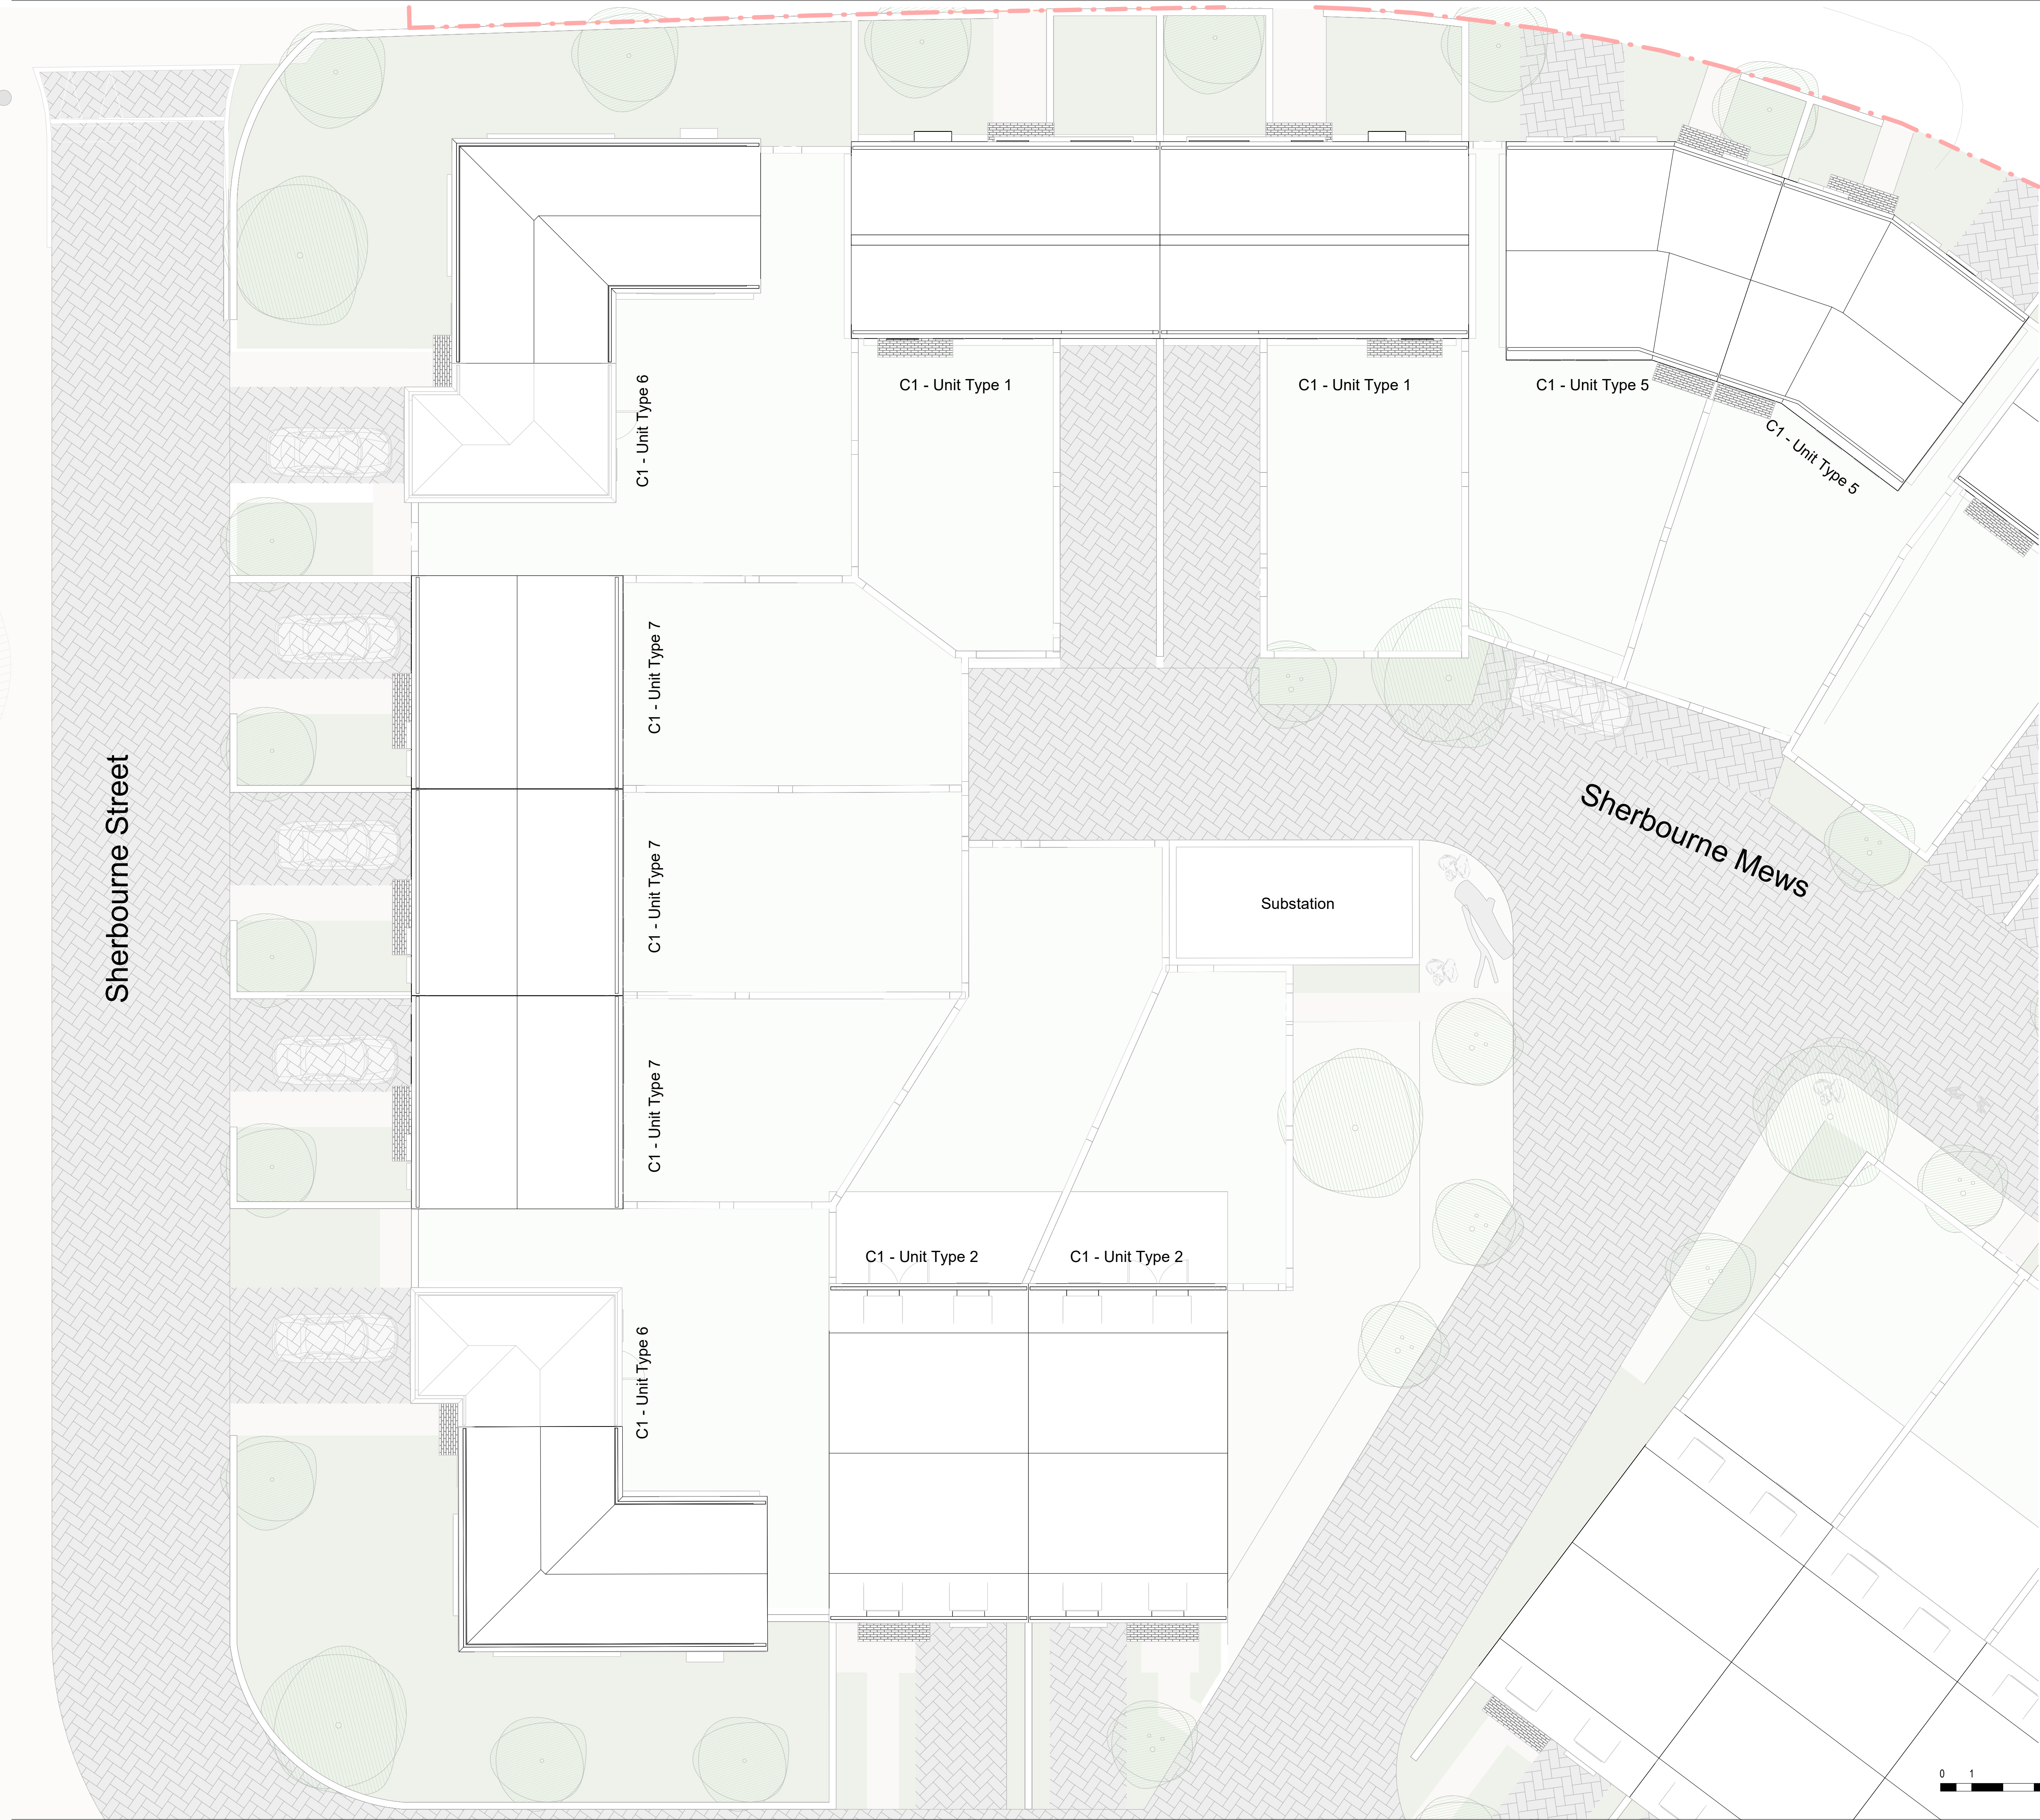 C1 - Unit Type 6
C1 - Unit Type 1
C1 - Unit Type 1
C1 - Unit Type 5
C1 - Unit Type 5
C1 - Unit Type 7
Sherbourne Street
C1 - Unit Type 7
Substation
Sherbourne Mews
C1 - Unit Type 7
C1 - Unit Type 2
C1 - Unit Type 2
C1 - Unit Type 6
0 1